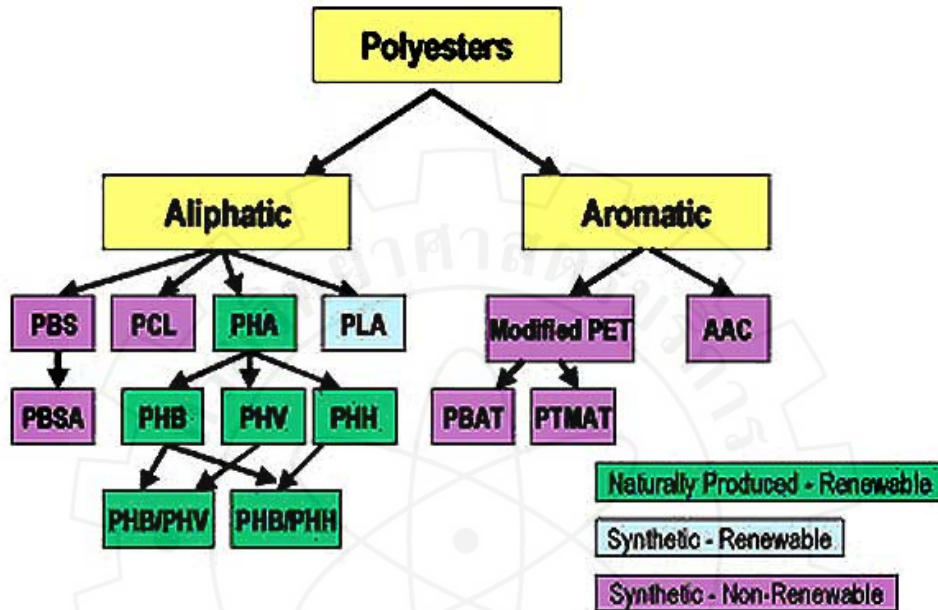 Polyesters
Aliphatic
Aromatic
PBS
PCL
PHA
PLA
Modified PET
AAC
PBSA
PHB
PHV
PHH
PBAT
PTMAT
PHB/PHV
PHB/PHH
Naturally Produced - Renewable
Synthetic - Renewable
Synthetic - Non-Renewable